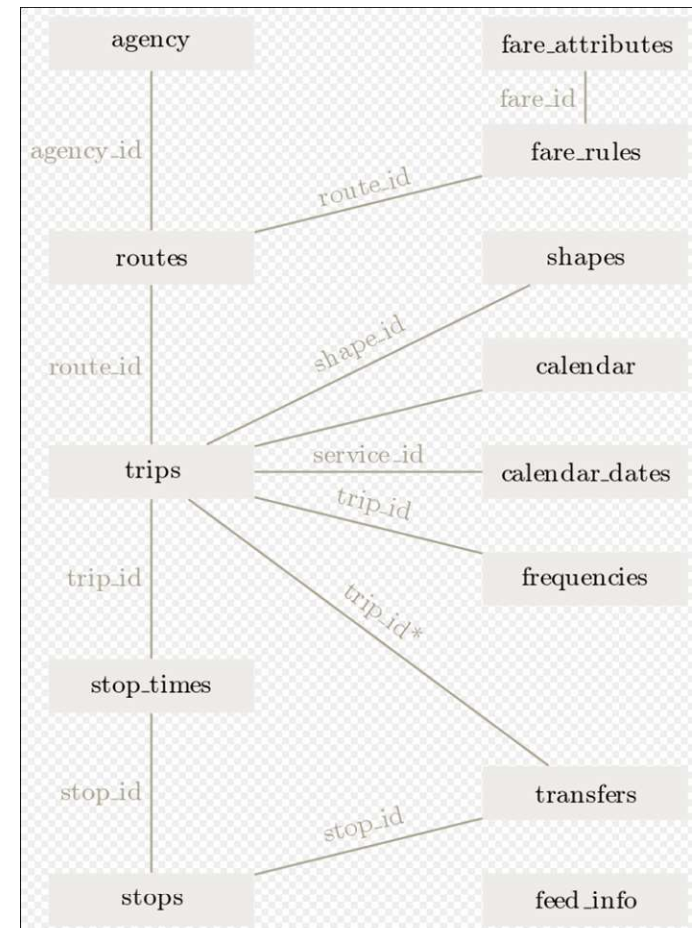 agency
fare_attributes
fare_id
agency_id
fare_rules
route_id
routes
shapes
shape_id
route_id
calendar
service_id
trips
calendar_dates
trip_id
trip_id
frequencies
trip_id*
stop_times
stop_id
transfers
stop_id
stops
feed_info